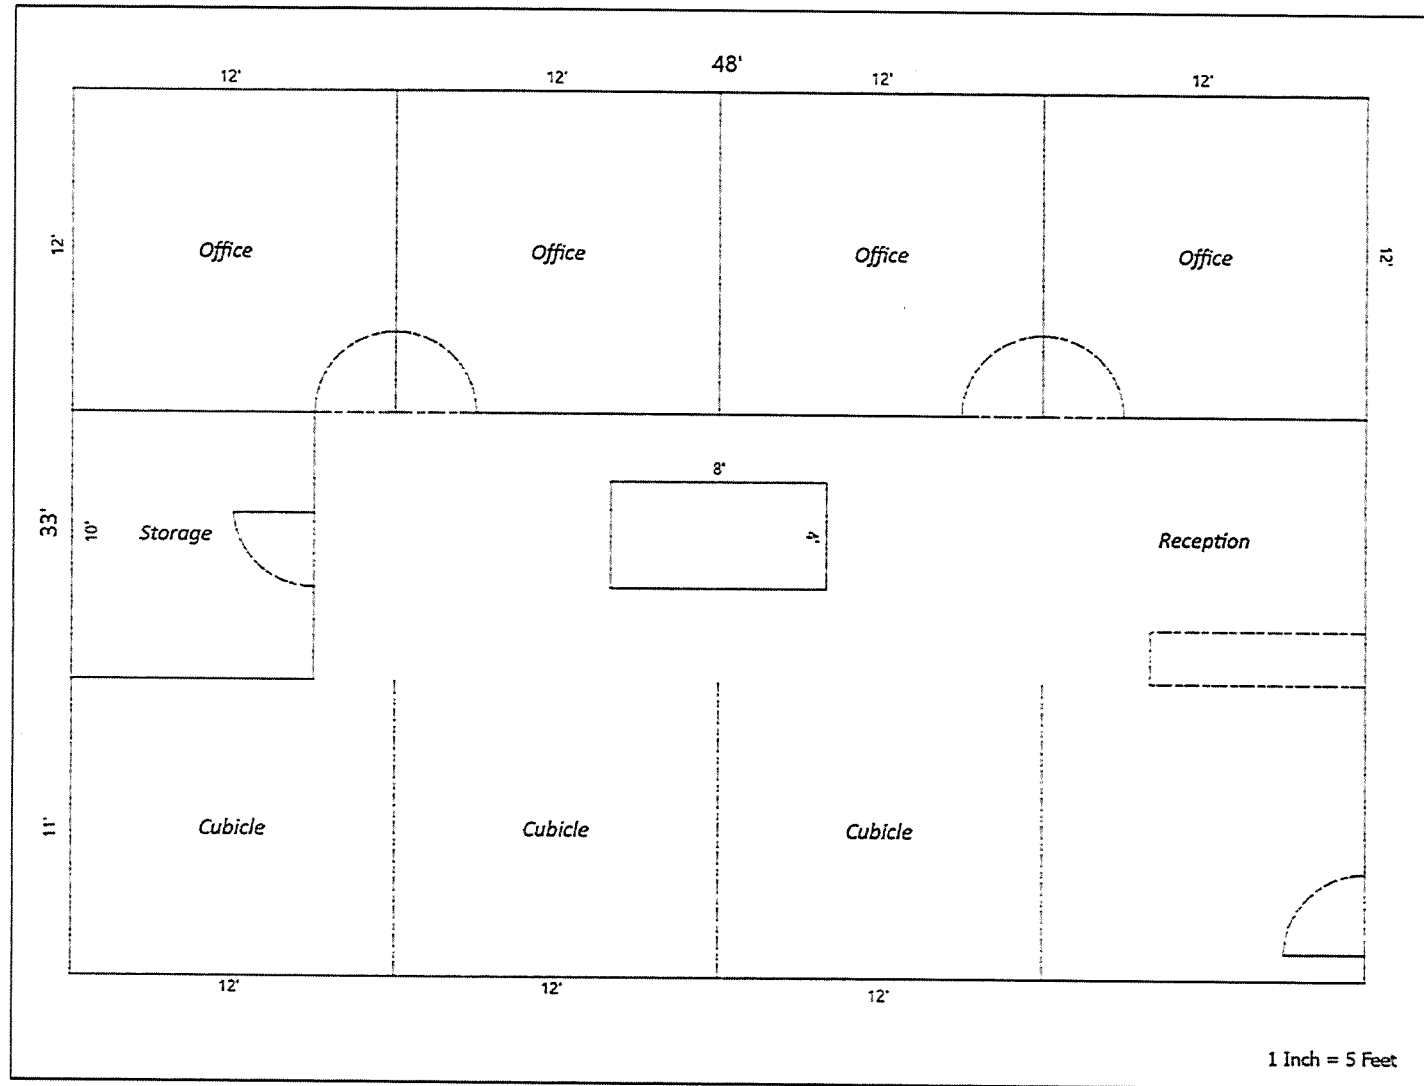 48'
12' 12' 12' 12'
12' Office Office Office Office 12'
8'
4'
33' 10' Storage Reception
11' Cubicle Cubicle Cubicle
12' 12' 12'
1 Inch = 5 Feet